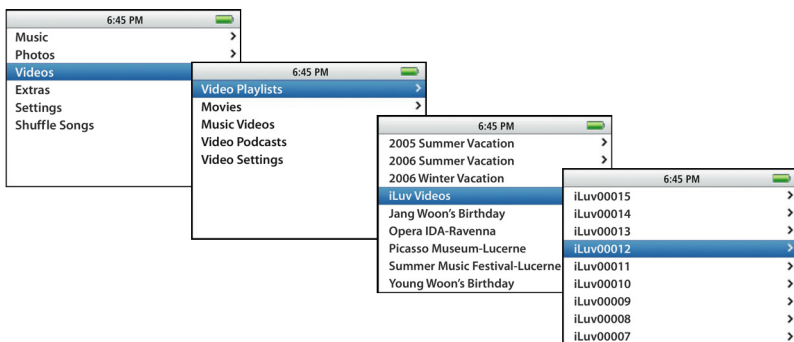 6:45 PM
Music
Photos
Videos
Extras
Settings
Shuffle Songs
6:45 PM
Video Playlists
Movies
Music Videos
Video Podcasts
Video Settings
6:45 PM
2005 Summer Vacation
2006 Summer Vacation
2006 Winter Vacation
iLuv Videos
Jang Woon's Birthday
Opera IDA-Ravenna
Picasso Museum-Lucerne
Summer Music Festival-Lucerne
Young Woon's Birthday
6:45 PM
iLuv00015
iLuv00014
iLuv00013
iLuv00012
iLuv00011
iLuv00010
iLuv00009
iLuv00008
iLuv00007